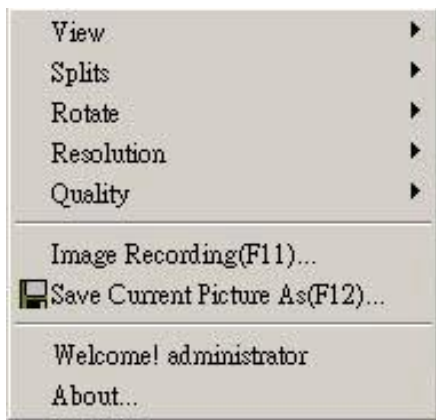 View
Splits
Rotate
Resolution
Quality
Image Recording(F11)...
Save Current Picture As(F12)...
Welcome! administrator
About...